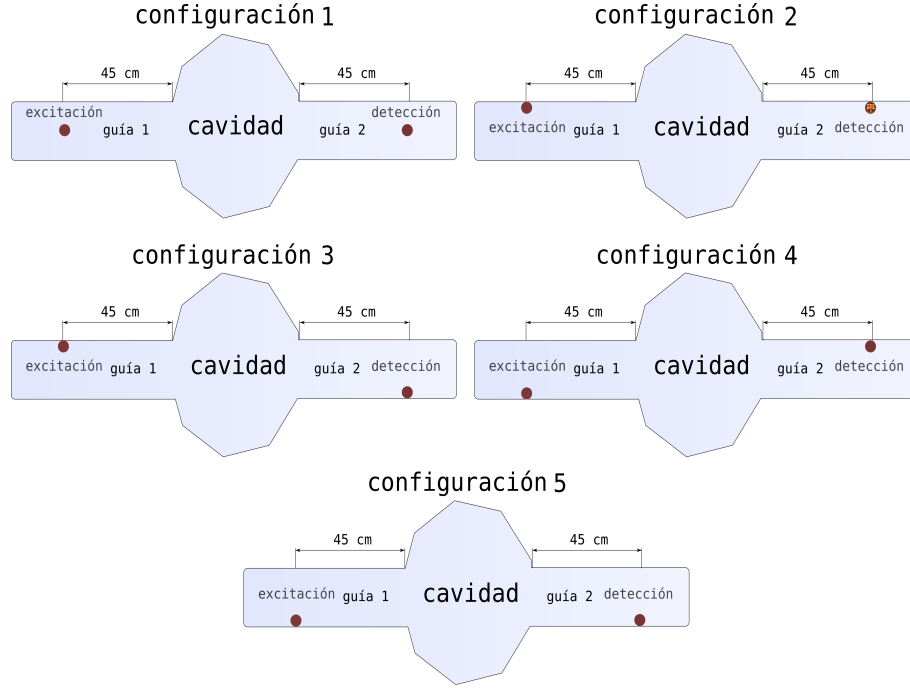 configuración 1
45 cm
45 cm
excitación
detección
guía 1
cavidad
guía 2
configuración 2
45 cm
45 cm
excitación
guía 1
cavidad
guía 2
detección
configuración 3
45 cm
45 cm
excitación
guía 1
cavidad
guía 2
detección
configuración 4
45 cm
45 cm
excitación
guía 1
cavidad
guía 2
detección
configuración 5
45 cm
45 cm
excitación
guía 1
cavidad
guía 2
detección